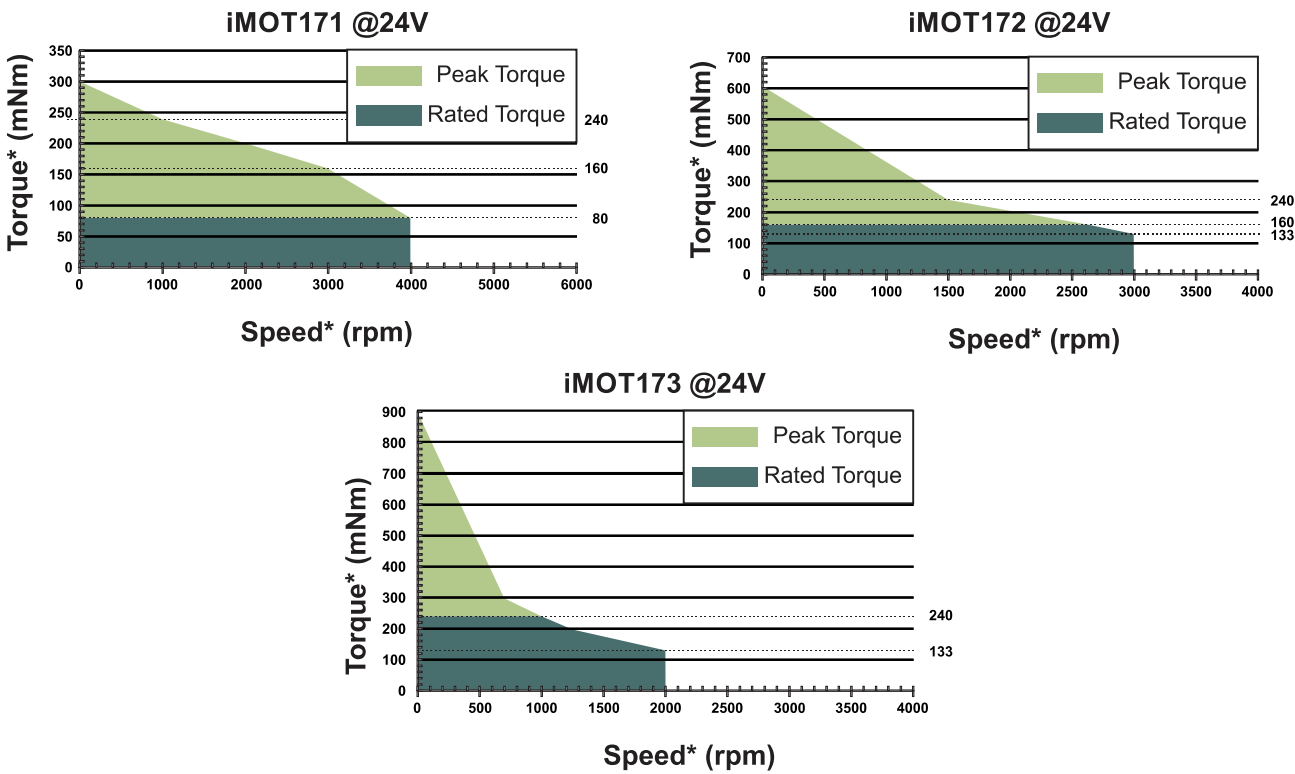 iMOT171 @24V
Torque* (mNm)
350
300
250
200
150
100
50
0
Peak Torque
Rated Torque
240
160
80
0 1000 2000 3000 4000 5000 6000
Speed* (rpm)
iMOT172 @24V
Torque* (mNm)
700
600
500
400
300
200
100
0
Peak Torque
Rated Torque
240
160
133
0 500 1000 1500 2000 2500 3000 3500 4000
Speed* (rpm)
iMOT173 @24V
Torque* (mNm)
900
800
700
600
500
400
300
200
100
0
Peak Torque
Rated Torque
240
133
0 500 1000 1500 2000 2500 3000 3500 4000
Speed* (rpm)